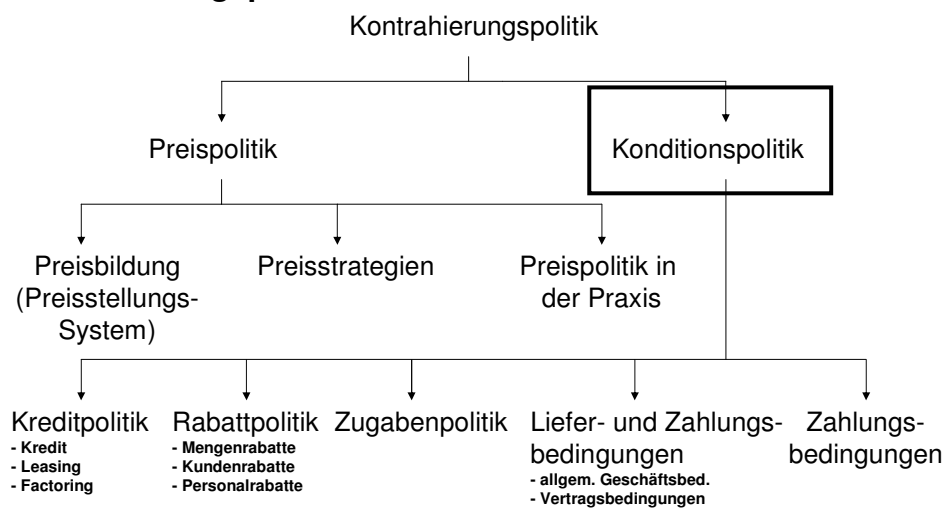 Kontrahierungspolitik
Preispolitik
Konditionspolitik
Preisbildung
(Preisstellungs-
System)
Preisstrategien
Preispolitik in
der Praxis
Kreditpolitik
- Kredit
- Leasing
- Factoring
Rabattpolitik
- Mengenrabatte
- Kundenrabatte
- Personalrabatte
Zugabenpolitik
Liefer- und Zahlungs-
bedingungen
- allgem. Geschäftsbed.
- Vertragsbedingungen
Zahlungs-
bedingungen